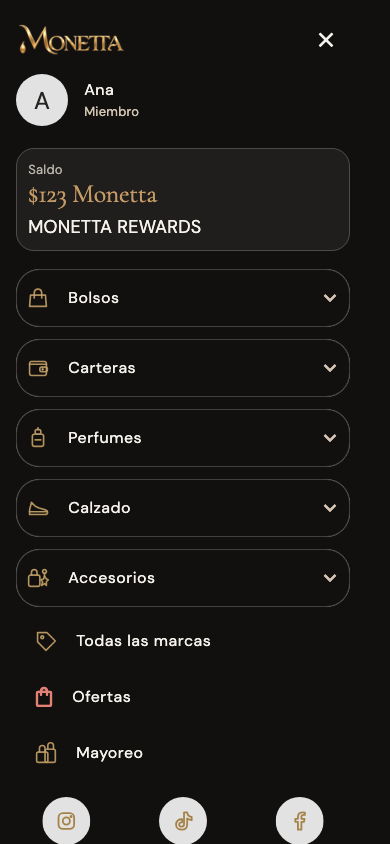 MONETTA
A
Ana
Miembro
Saldo
$123 Monetta
MONETTA REWARDS
Bolsos
Carteras
Perfumes
Calzado
Accesorios
Todas las marcas
Ofertas
Mayoreo